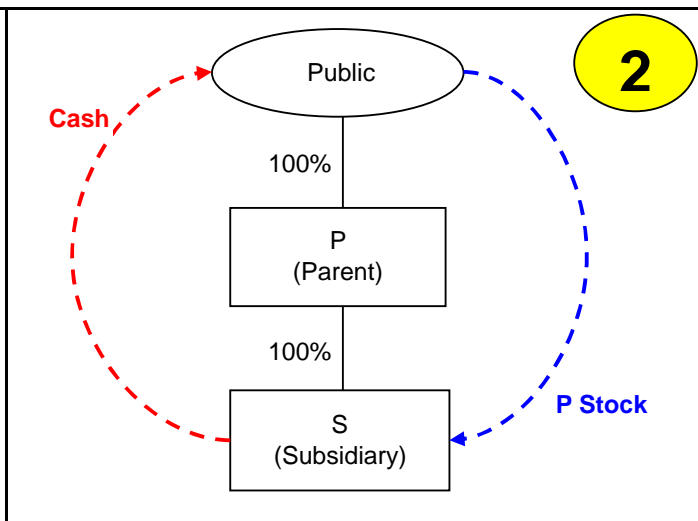 Public
2
Cash
100%
P
(Parent)
100%
P Stock
S
(Subsidiary)